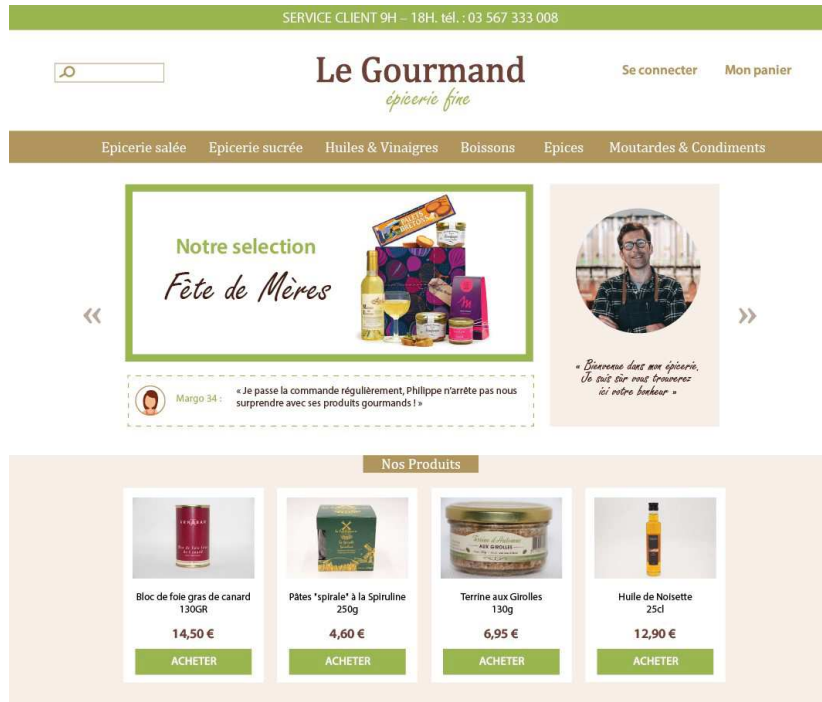 SERVICE CLIENT 9H – 18H. tél. : 03 567 333 008
Le Gourmand
épicerie fine
Se connecter
Mon panier
Epicerie salée
Epicerie sucrée
Huiles & Vinaigres
Boissons
Epices
Moutardes & Condiments
PALETS
BRETONS
Notre selection
Fête de Mères
«
»
« Bienvenue dans mon épicerie,
Je suis sûr vous trouverez
ici votre bonheur »
Margo 34 :
« Je passe la commande régulièrement, Philippe n'arrête pas nous
surprendre avec ses produits gourmands ! »
Nos Produits
AUX GIROLLES
Bloc de foie gras de canard
130GR
14,50 €
ACHETER
Pâtes "spirale" à la Spiruline
250g
4,60 €
ACHETER
Terrine aux Girolles
130g
6,95 €
ACHETER
Huile de Noisette
25cl
12,90 €
ACHETER